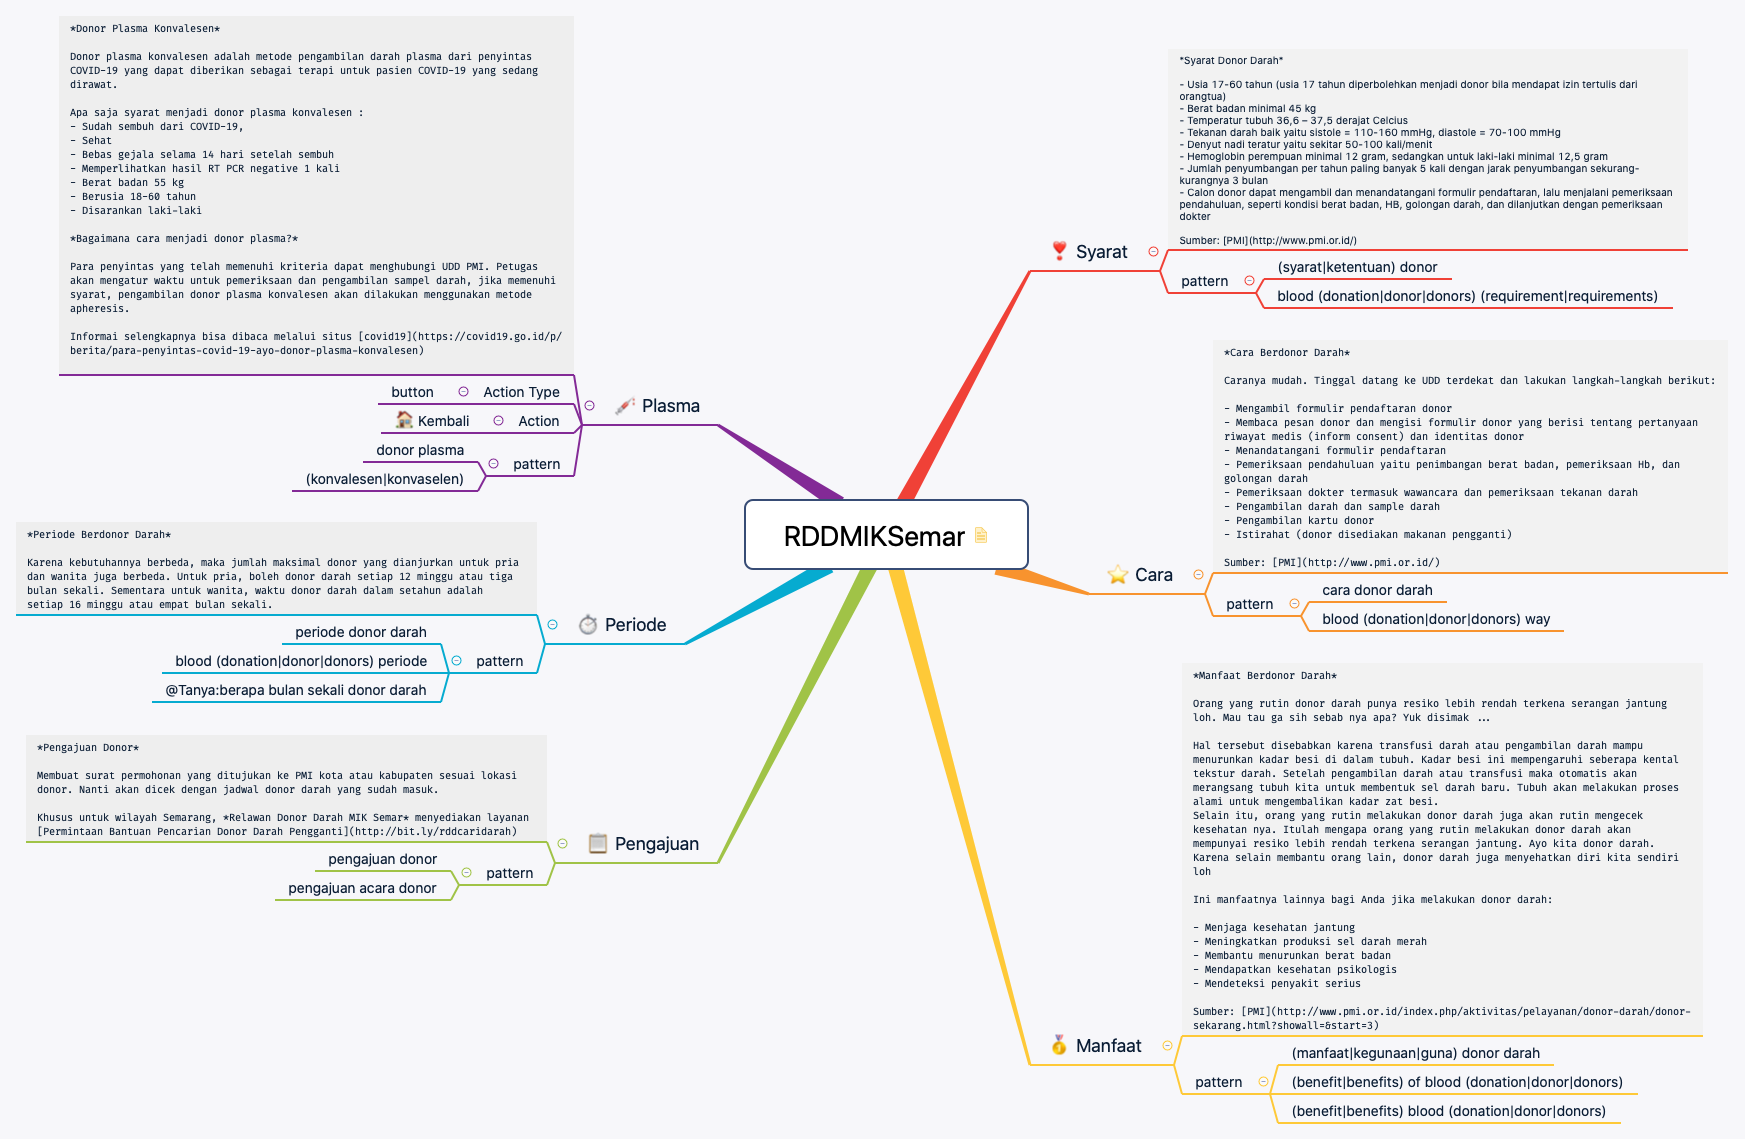 *Donor Plasma Konvalesen*
Donor plasma konvalesen adalah metode pengambilan darah plasma dari penyintas
COVID-19 yang dapat diberikan sebagai terapi untuk pasien COVID-19 yang sedang
dirawat.
Apa saja syarat menjadi donor plasma konvalesen :
- Sudah sembuh dari COVID-19,
- Sehat
- Bebas gejala selama 14 hari setelah sembuh
- Memperlihatkan hasil RT PCR negative 1 kali
- Berat badan 55 kg
- Berusia 18-60 tahun
- Disarankan laki-laki
*Bagaimana cara menjadi donor plasma?*
Para penyintas yang telah memenuhi kriteria dapat menghubungi UDD PMI. Petugas
akan mengatur waktu untuk pemeriksaan dan pengambilan sampel darah, jika memenuhi
syarat, pengambilan donor plasma konvalesen akan dilakukan menggunakan metode
apheresis.
Informai selengkapnya bisa dibaca melalui situs [covid19](https://covid19.go.id/p/
berita/para-penyintas-covid-19-ayo-donor-plasma-konvalesen)
button
Action Type
Kembali
Action
donor plasma
(konvalesen|konvaselen)
pattern
Plasma
*Periode Berdonor Darah*
Karena kebutuhannya berbeda, maka jumlah maksimal donor yang dianjurkan untuk pria
dan wanita juga berbeda. Untuk pria, boleh donor darah setiap 12 minggu atau tiga
bulan sekali. Sementara untuk wanita, waktu donor darah dalam setahun adalah
setiap 16 minggu atau empat bulan sekali.
periode donor darah
blood (donation|donor|donors) periode
@Tanya:berapa bulan sekali donor darah
pattern
Periode
*Pengajuan Donor*
Membuat surat permohonan yang ditujukan ke PMI kota atau kabupaten sesuai lokasi
donor. Nanti akan dicek dengan jadwal donor darah yang sudah masuk.
Khusus untuk wilayah Semarang, *Relawan Donor Darah MIK Semar* menyediakan layanan
[Permintaan Bantuan Pencarian Donor Darah Pengganti](http://bit.ly/rddcaridarah)
pengajuan donor
pengajuan acara donor
pattern
Pengajuan
RDDMIKSemar
*Syarat Donor Darah*
- Usia 17-60 tahun (usia 17 tahun diperbolehkan menjadi donor bila mendapat izin tertulis dari
orangtua)
- Berat badan minimal 45 kg
- Temperatur tubuh 36,6 – 37,5 derajat Celcius
- Tekanan darah baik yaitu sistole = 110-160 mmHg, diastole = 70-100 mmHg
- Denyut nadi teratur yaitu sekitar 50-100 kali/menit
- Hemoglobin perempuan minimal 12 gram, sedangkan untuk laki-laki minimal 12,5 gram
- Jumlah penyumbangan per tahun paling banyak 5 kali dengan jarak penyumbangan sekurang-
kurangnya 3 bulan
- Calon donor dapat mengambil dan menandatangani formulir pendaftaran, lalu menjalani pemeriksaan
pendahuluan, seperti kondisi berat badan, HB, golongan darah, dan dilanjutkan dengan pemeriksaan
dokter
Sumber: [PMI](http://www.pmi.or.id/)
Syarat
pattern
(syarat|ketentuan) donor
blood (donation|donor|donors) (requirement|requirements)
*Cara Berdonor Darah*
Caranya mudah. Tinggal datang ke UDD terdekat dan lakukan langkah-langkah berikut:
- Mengambil formulir pendaftaran donor
- Membaca pesan donor dan mengisi formulir donor yang berisi tentang pertanyaan
riwayat medis (inform consent) dan identitas donor
- Menandatangani formulir pendaftaran
- Pemeriksaan pendahuluan yaitu penimbangan berat badan, pemeriksaan Hb, dan
golongan darah
- Pemeriksaan dokter termasuk wawancara dan pemeriksaan tekanan darah
- Pengambilan darah dan sample darah
- Pengambilan kartu donor
- Istirahat (donor disediakan makanan pengganti)
Sumber: [PMI](http://www.pmi.or.id/)
Cara
pattern
cara donor darah
blood (donation|donor|donors) way
*Manfaat Berdonor Darah*
Orang yang rutin donor darah punya resiko lebih rendah terkena serangan jantung
loh. Mau tau ga sih sebab nya apa? Yuk disimak ...
Hal tersebut disebabkan karena transfusi darah atau pengambilan darah mampu
menurunkan kadar besi di dalam tubuh. Kadar besi ini mempengaruhi seberapa kental
tekstur darah. Setelah pengambilan darah atau transfusi maka otomatis akan
merangsang tubuh kita untuk membentuk sel darah baru. Tubuh akan melakukan proses
alami untuk mengembalikan kadar zat besi.
Selain itu, orang yang rutin melakukan donor darah juga akan rutin mengecek
kesehatan nya. Itulah mengapa orang yang rutin melakukan donor darah akan
mempunyai resiko lebih rendah terkena serangan jantung. Ayo kita donor darah.
Karena selain membantu orang lain, donor darah juga menyehatkan diri kita sendiri
loh
Ini manfaatnya lainnya bagi Anda jika melakukan donor darah:
- Menjaga kesehatan jantung
- Meningkatkan produksi sel darah merah
- Membantu menurunkan berat badan
- Mendapatkan kesehatan psikologis
- Mendeteksi penyakit serius
Sumber: [PMI](http://www.pmi.or.id/index.php/aktivitas/pelayanan/donor-darah/donor-
sekarang.html?showall=&start=3)
Manfaat
pattern
(manfaat|kegunaan|guna) donor darah
(benefit|benefits) of blood (donation|donor|donors)
(benefit|benefits) blood (donation|donor|donors)